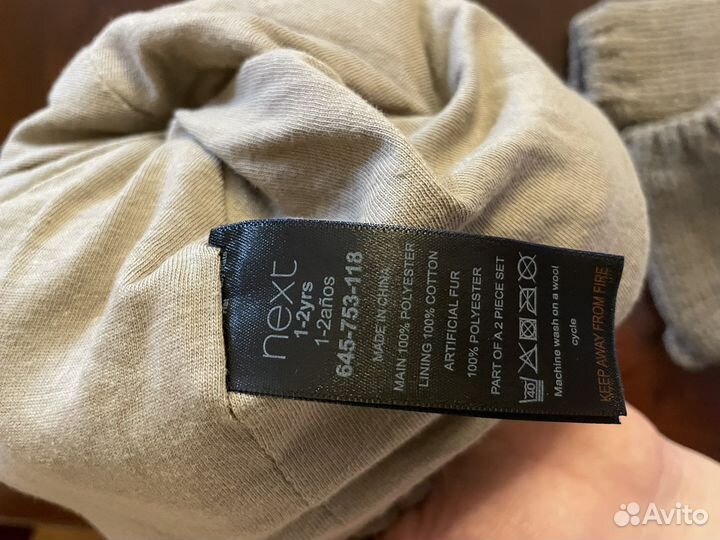 next
1-2yrs
1-2años
645-753-118
MADE IN CHINA
MAIN-100% POLYESTER
LINING 100% COTTON
ARTIFICIAL FUR
100% POLYESTER
PART OF A 2 PIECE SET
40
Machine wash on a wool
cycle
KEEP AWAY FROM FIRE
Avito